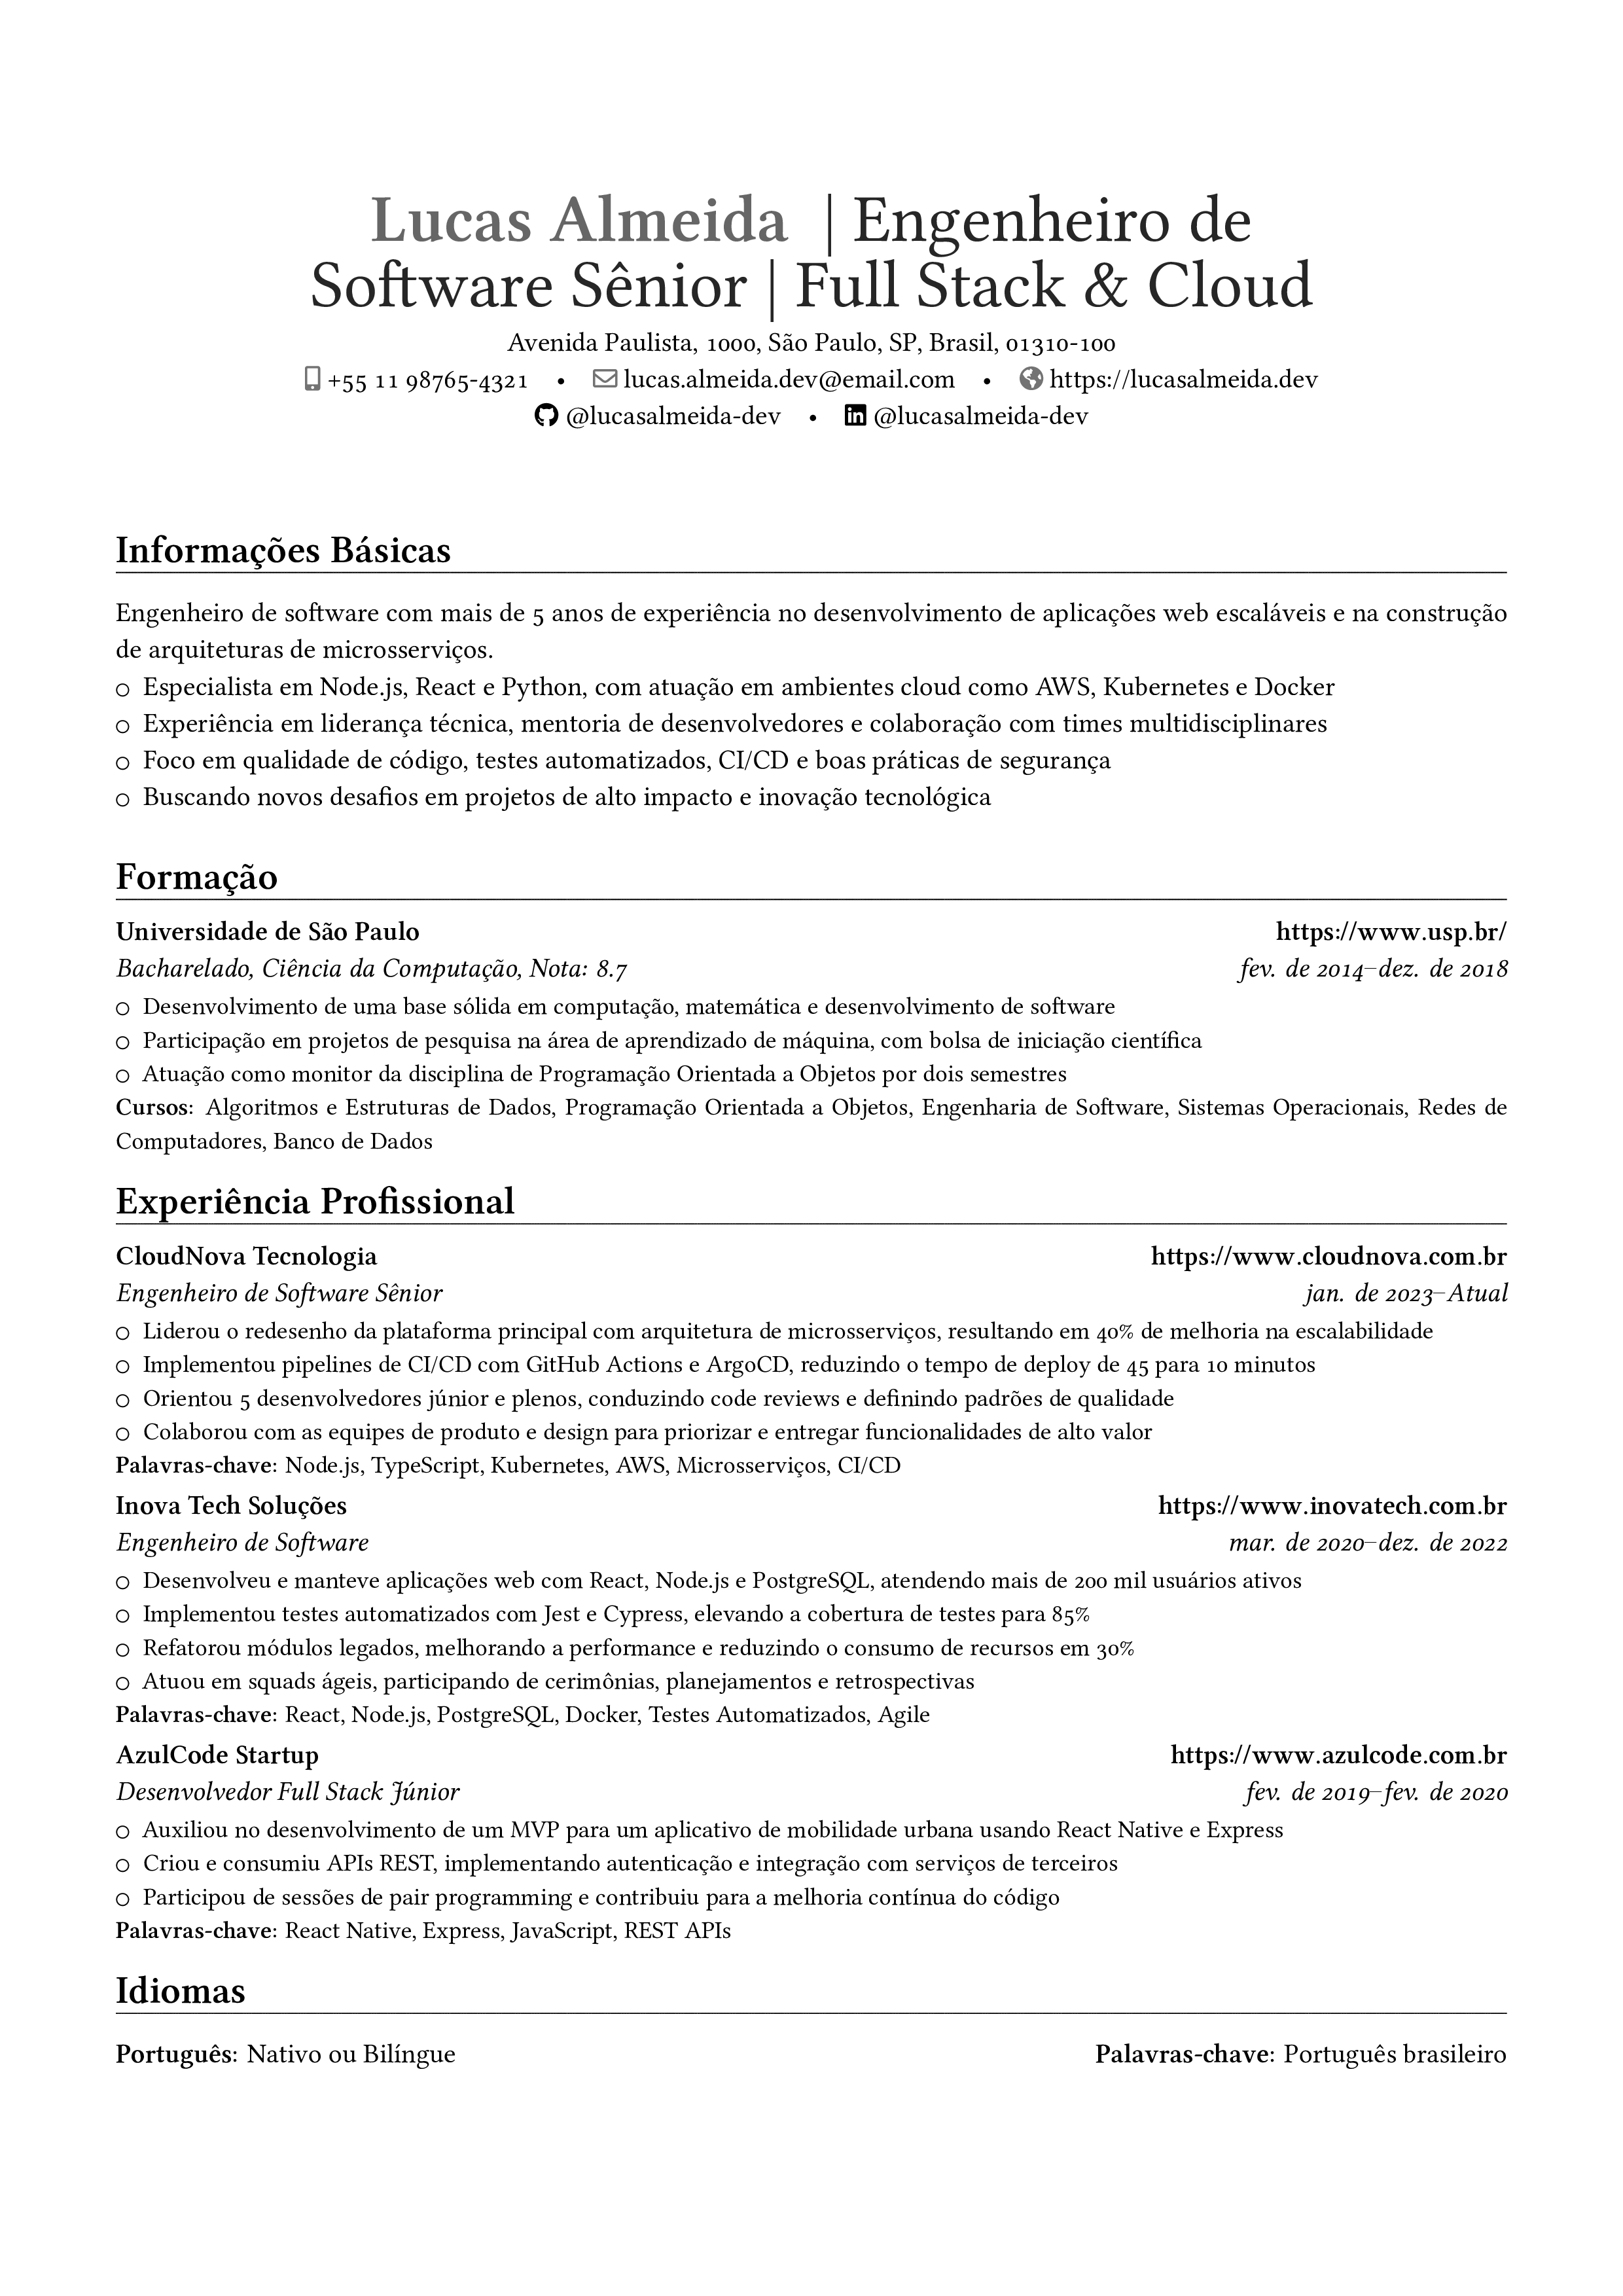 Lucas Almeida | Engenheiro de
Software Sênior | Full Stack & Cloud
Avenida Paulista, 1000, São Paulo, SP, Brasil, 01310-100
+55 11 98765-4321 • lucas.almeida.dev@email.com • https://lucasalmeida.dev
@lucasalmeida-dev • @lucasalmeida-dev
Informações Básicas
Engenheiro de software com mais de 5 anos de experiência no desenvolvimento de aplicações web escaláveis e na construção
de arquiteturas de microsserviços.
○ Especialista em Node.js, React e Python, com atuação em ambientes cloud como AWS, Kubernetes e Docker
○ Experiência em liderança técnica, mentoria de desenvolvedores e colaboração com times multidisciplinares
○ Foco em qualidade de código, testes automatizados, CI/CD e boas práticas de segurança
○ Buscando novos desafios em projetos de alto impacto e inovação tecnológica
Formação
Universidade de São Paulo https://www.usp.br/
Bacharelado, Ciência da Computação, Nota: 8.7 fev. de 2014–dez. de 2018
○ Desenvolvimento de uma base sólida em computação, matemática e desenvolvimento de software
○ Participação em projetos de pesquisa na área de aprendizado de máquina, com bolsa de iniciação científica
○ Atuação como monitor da disciplina de Programação Orientada a Objetos por dois semestres
Cursos: Algoritmos e Estruturas de Dados, Programação Orientada a Objetos, Engenharia de Software, Sistemas Operacionais, Redes de
Computadores, Banco de Dados
Experiência Profissional
CloudNova Tecnologia https://www.cloudnova.com.br
Engenheiro de Software Sênior jan. de 2023–Atual
○ Liderou o redesenho da plataforma principal com arquitetura de microsserviços, resultando em 40% de melhoria na escalabilidade
○ Implementou pipelines de CI/CD com GitHub Actions e ArgoCD, reduzindo o tempo de deploy de 45 para 10 minutos
○ Orientou 5 desenvolvedores júnior e plenos, conduzindo code reviews e definindo padrões de qualidade
○ Colaborou com as equipes de produto e design para priorizar e entregar funcionalidades de alto valor
Palavras-chave: Node.js, TypeScript, Kubernetes, AWS, Microsserviços, CI/CD
Inova Tech Soluções https://www.inovatech.com.br
Engenheiro de Software mar. de 2020–dez. de 2022
○ Desenvolveu e manteve aplicações web com React, Node.js e PostgreSQL, atendendo mais de 200 mil usuários ativos
○ Implementou testes automatizados com Jest e Cypress, elevando a cobertura de testes para 85%
○ Refatorou módulos legados, melhorando a performance e reduzindo o consumo de recursos em 30%
○ Atuou em squads ágeis, participando de cerimônias, planejamentos e retrospectivas
Palavras-chave: React, Node.js, PostgreSQL, Docker, Testes Automatizados, Agile
AzulCode Startup https://www.azulcode.com.br
Desenvolvedor Full Stack Júnior fev. de 2019–fev. de 2020
○ Auxiliou no desenvolvimento de um MVP para um aplicativo de mobilidade urbana usando React Native e Express
○ Criou e consumiu APIs REST, implementando autenticação e integração com serviços de terceiros
○ Participou de sessões de pair programming e contribuiu para a melhoria contínua do código
Palavras-chave: React Native, Express, JavaScript, REST APIs
Idiomas
Português: Nativo ou Bilíngue Palavras-chave: Português brasileiro